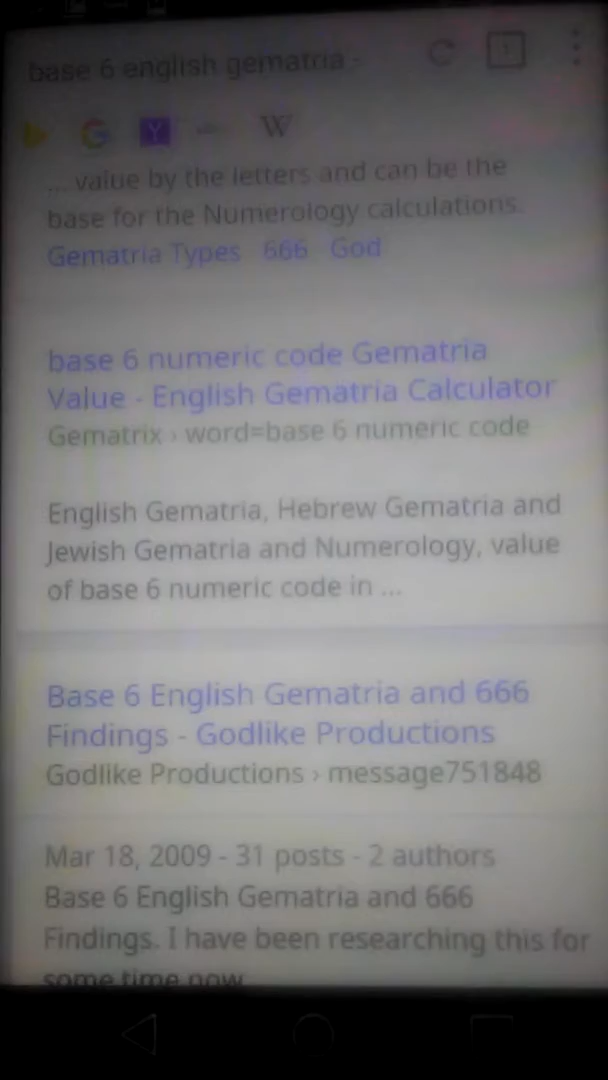 base 6 english gematria -
1
Y G W
... value by the letters and can be the
base for the Numerology calculations.
Gematria Types 666 God
base 6 numeric code Gematria
Value - English Gematria Calculator
Gematrix › word=base 6 numeric code
English Gematria, Hebrew Gematria and
Jewish Gematria and Numerology, value
of base 6 numeric code in ...
Base 6 English Gematria and 666
Findings - Godlike Productions
Godlike Productions › message751848
Mar 18, 2009 - 31 posts - 2 authors
Base 6 English Gematria and 666
Findings. I have been researching this for
some time now